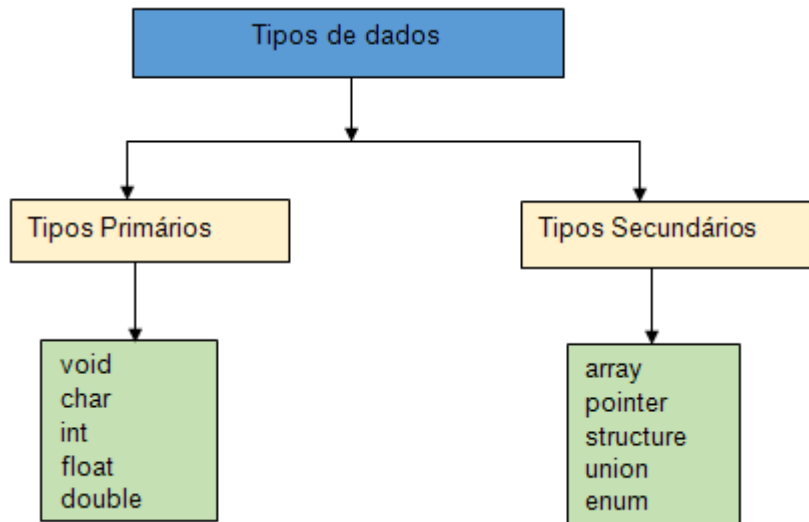 Tipos de dados
Tipos Primários
Tipos Secundários
void
char
int
float
double
array
pointer
structure
union
enum